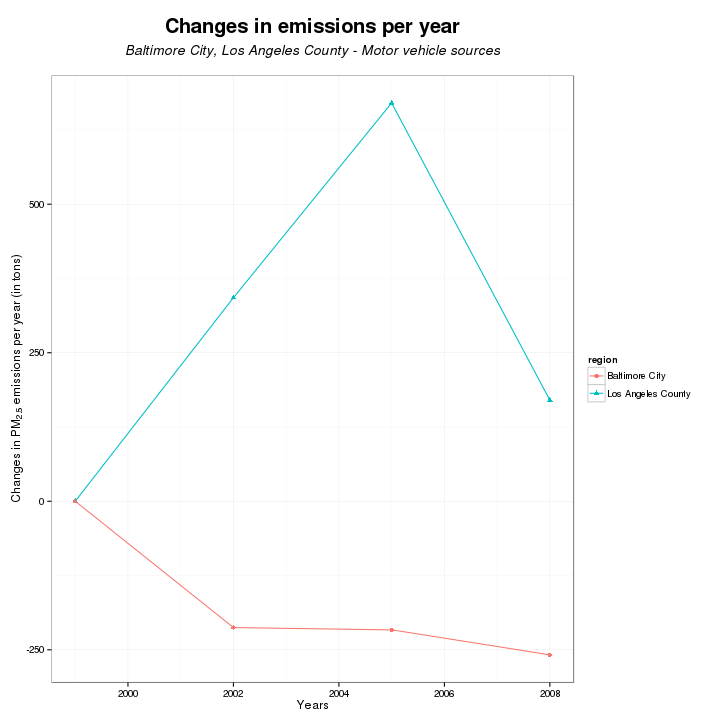 Changes in emissions per year
Baltimore City, Los Angeles County - Motor vehicle sources
Changes in PM2.5 emissions per year (in tons)
500
250
0
-250
2000 2002 2004 2006 2008
Years
region
Baltimore City
Los Angeles County